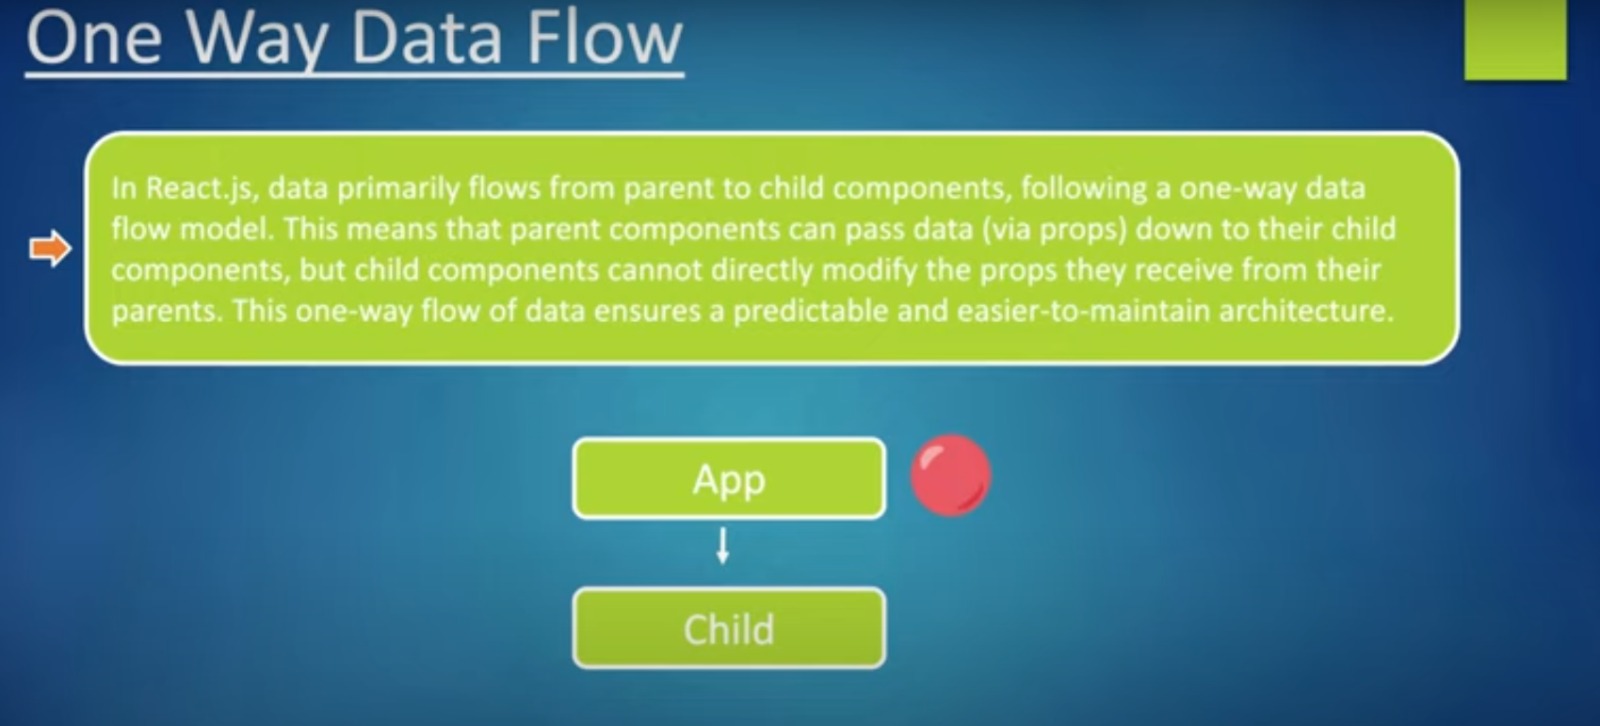 One Way Data Flow
In React.js, data primarily flows from parent to child components, following a one-way data
flow model. This means that parent components can pass data (via props) down to their child
components, but child components cannot directly modify the props they receive from their
parents. This one-way flow of data ensures a predictable and easier-to-maintain architecture.
App
Child